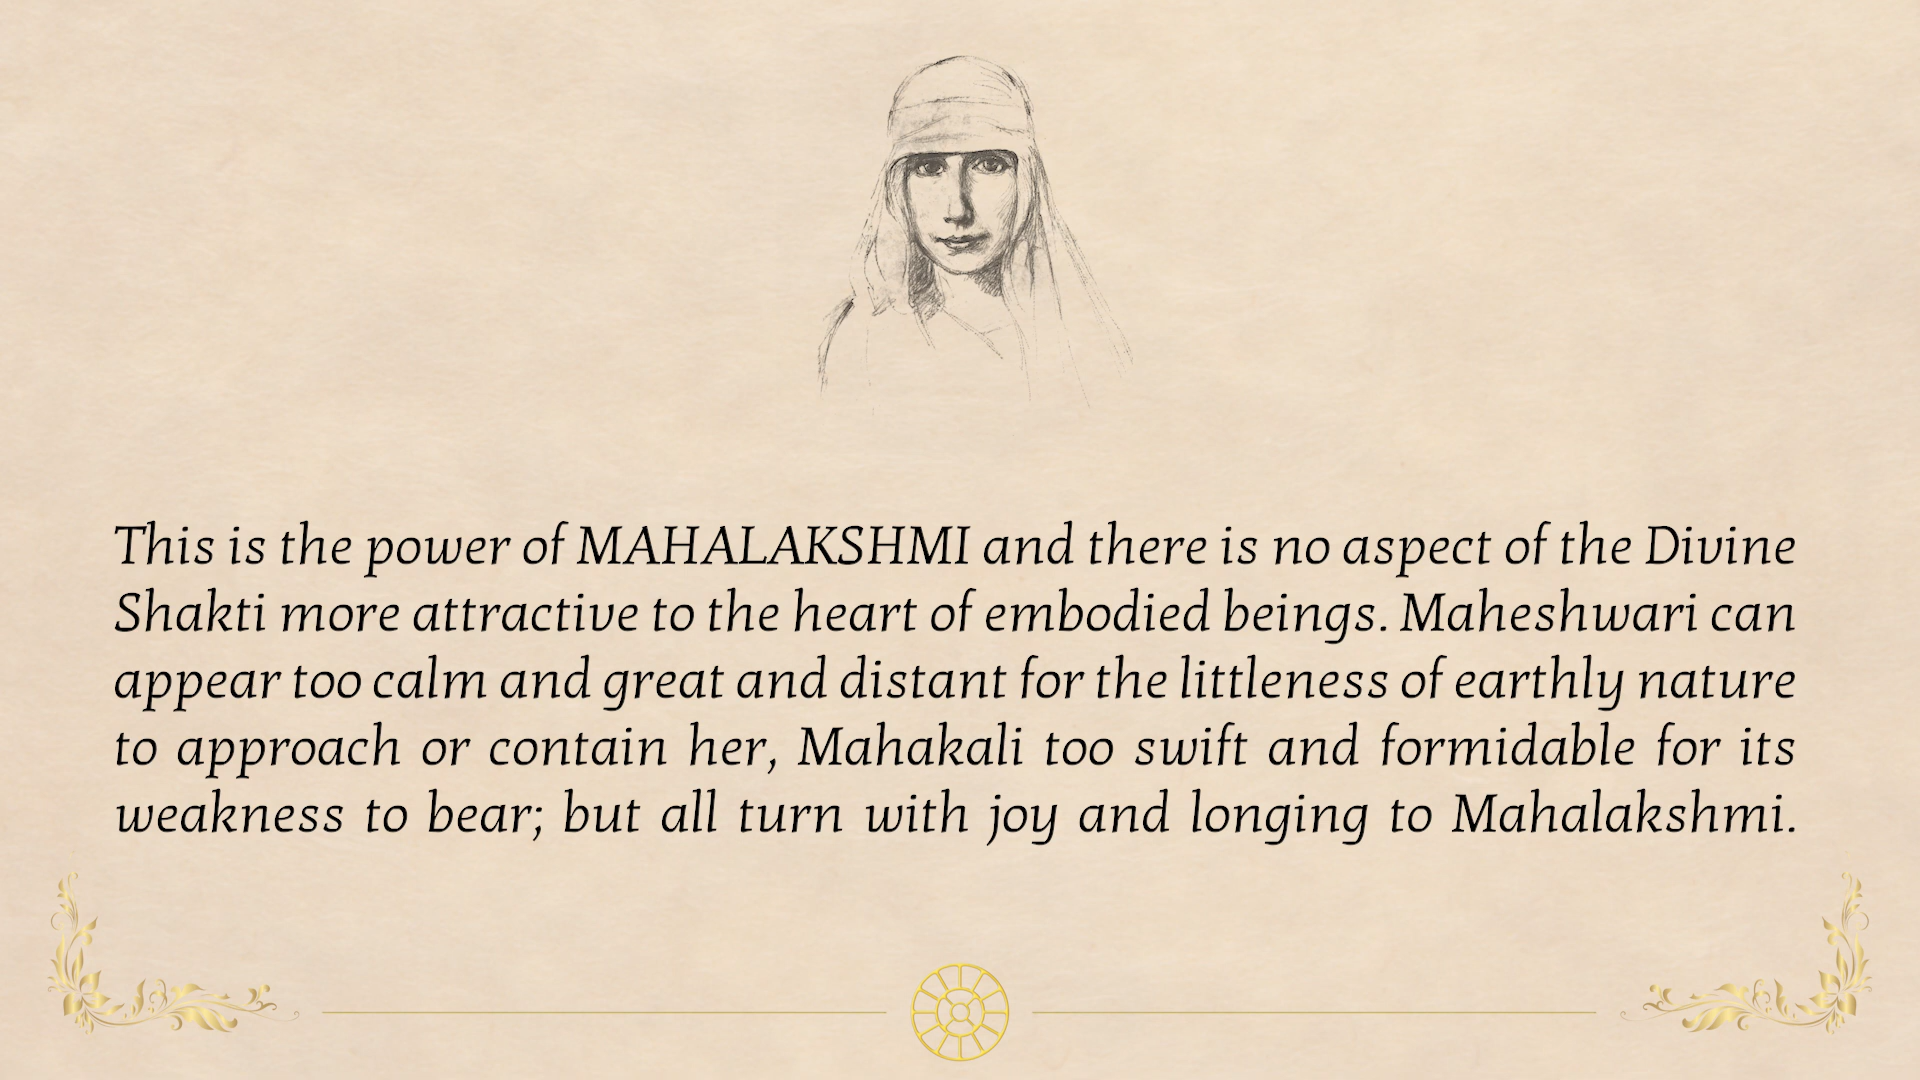 This is the power of MAHALAKSHMI and there is no aspect of the Divine
Shakti more attractive to the heart of embodied beings. Maheshwari can
appear too calm and great and distant for the littleness of earthly nature
to approach or contain her, Mahakali too swift and formidable for its
weakness to bear; but all turn with joy and longing to Mahalakshmi.